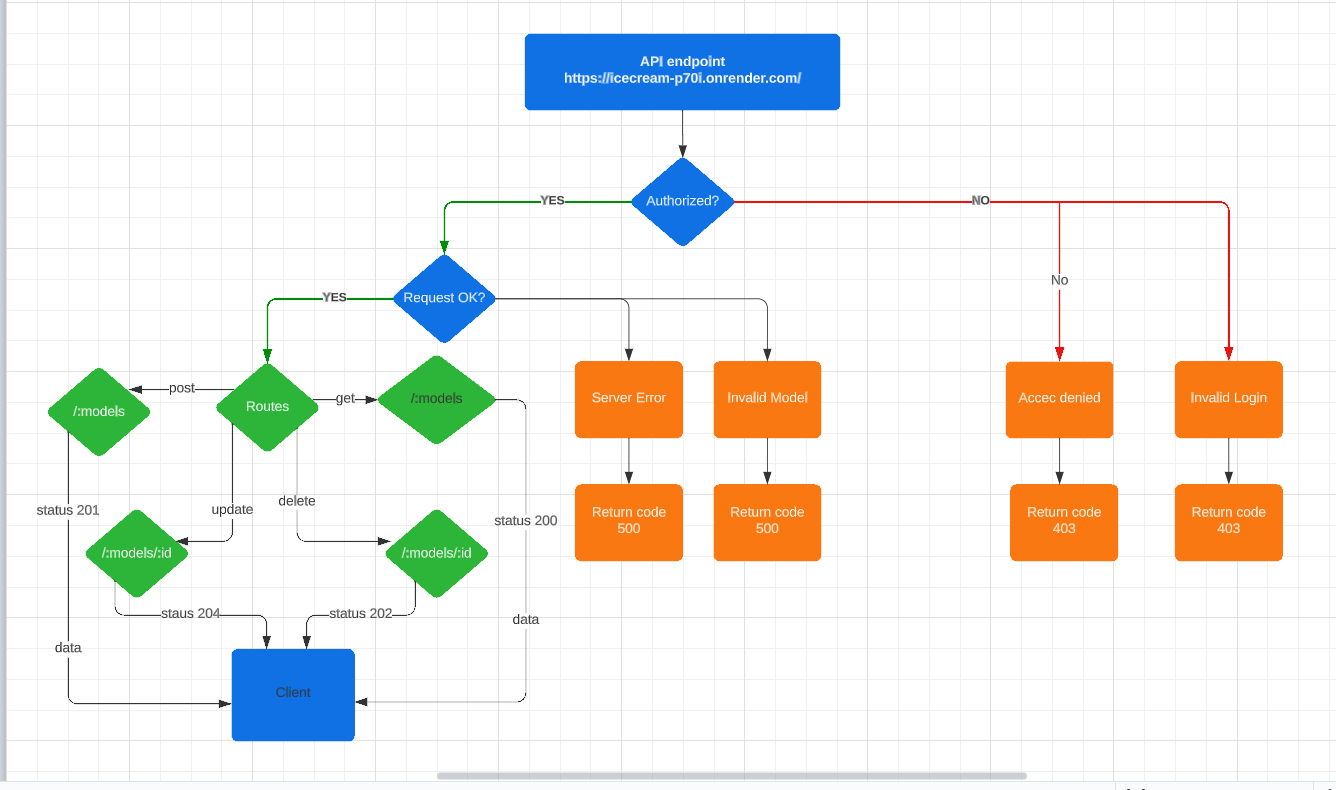 API endpoint
https://icecream-p70i.onrender.com/
Authorized?
YES
NO
No
Request OK?
YES
Server Error
Invalid Model
Accec denied
Invalid Login
post
Routes
get
/:models
/:models
status 201
update
delete
status 200
Return code
500
Return code
500
Return code
403
Return code
403
/:models/:id
/:models/:id
staus 204
status 202
data
data
Client